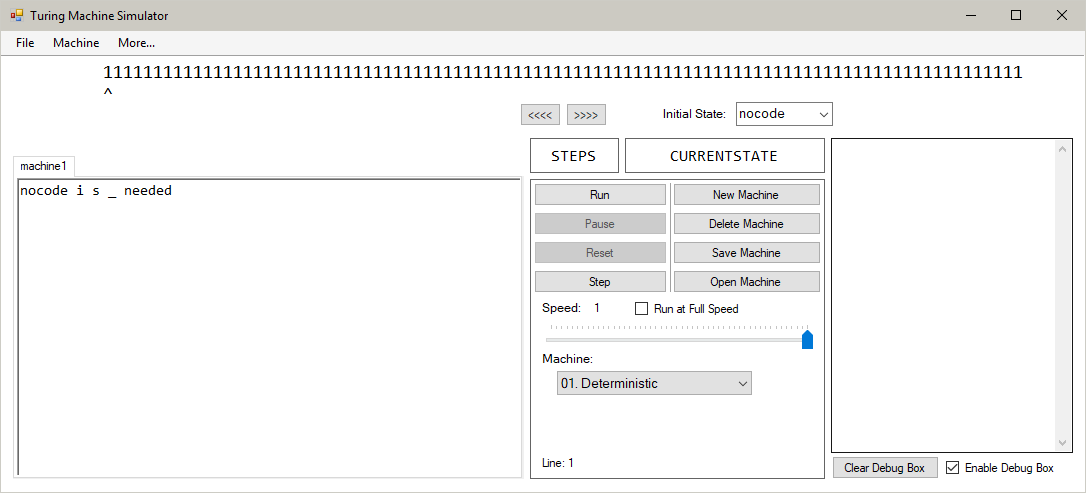 Turing Machine Simulator
File Machine More...
11111111111111111111111111111111111111111111111111111111111111111111111111111111111111111111
^
<<<< >>>> Initial State: nocode
STEPS CURRENTSTATE
machine1
nocode i s _ needed
Run New Machine
Pause Delete Machine
Reset Save Machine
Step Open Machine
Speed: 1 Run at Full Speed
Machine:
01. Deterministic
Line: 1
Clear Debug Box Enable Debug Box